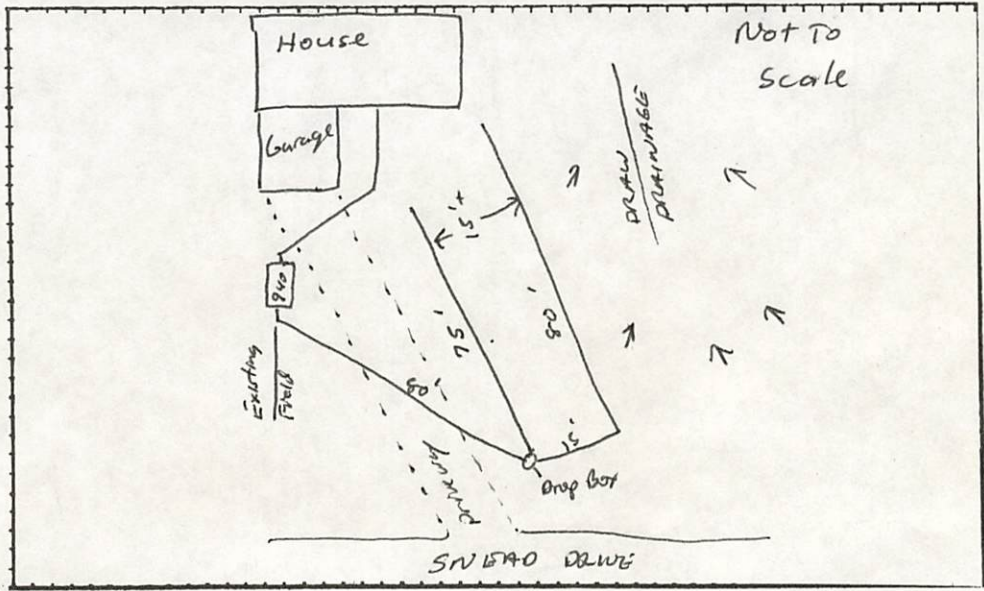 House
Not To
Scale
Garage
DRAW
DRAINAGE
15'+
940
75'
80'
Existing
Field
80'
15'
Driveway
Drop Box
SNEAD DRIVE